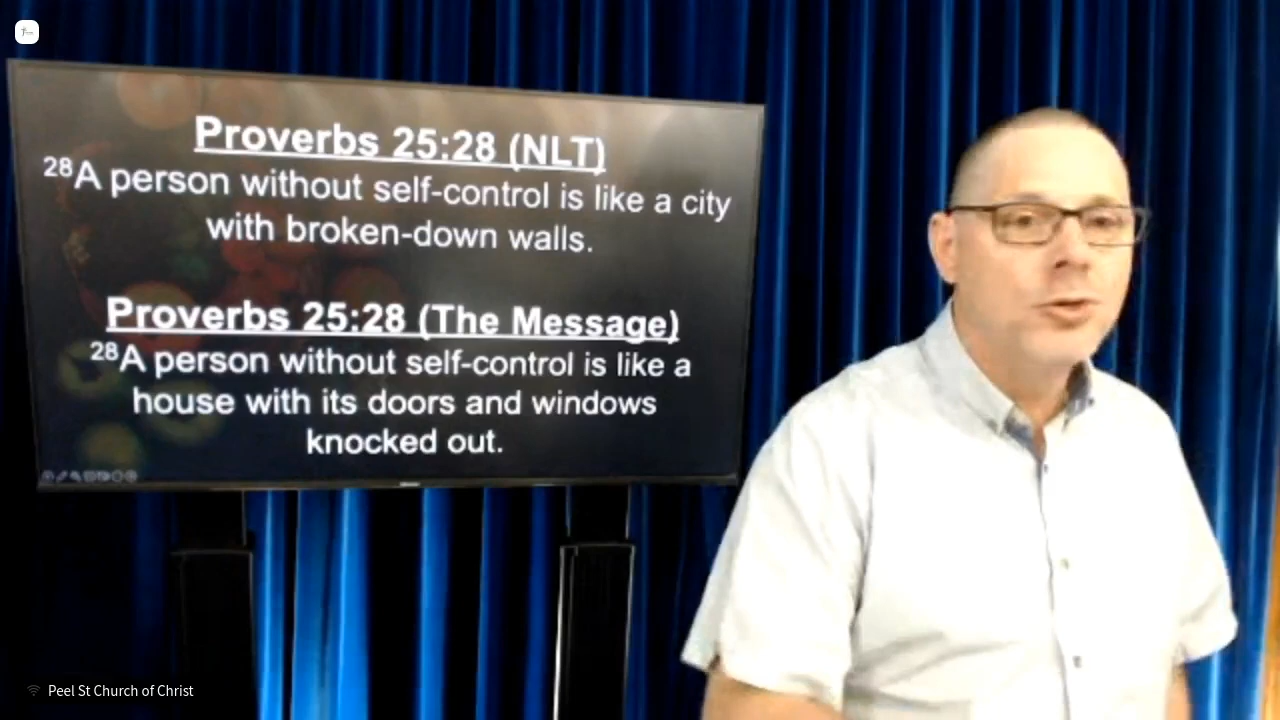 Proverbs 25:28 (NLT)
28A person without self-control is like a city
with broken-down walls.
Proverbs 25:28 (The Message)
28A person without self-control is like a
house with its doors and windows
knocked out.
Peel St Church of Christ